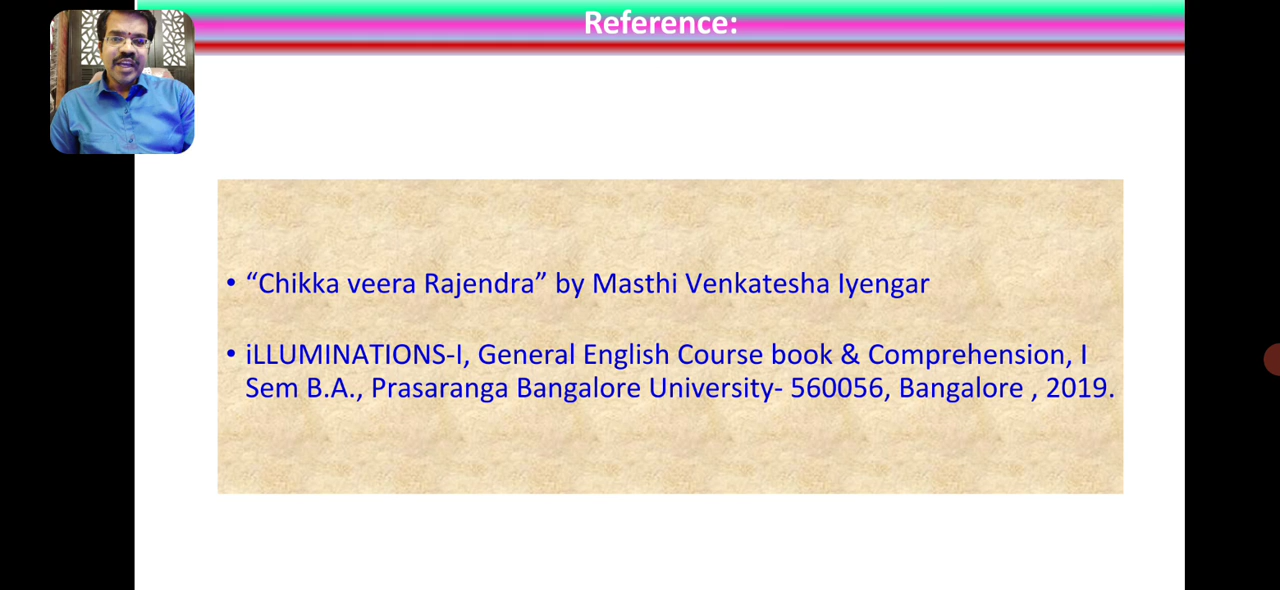 Reference:
• “Chikka veera Rajendra” by Masthi Venkatesha Iyengar
• iLLUMINATIONS-I, General English Course book & Comprehension, I
Sem B.A., Prasaranga Bangalore University- 560056, Bangalore , 2019.